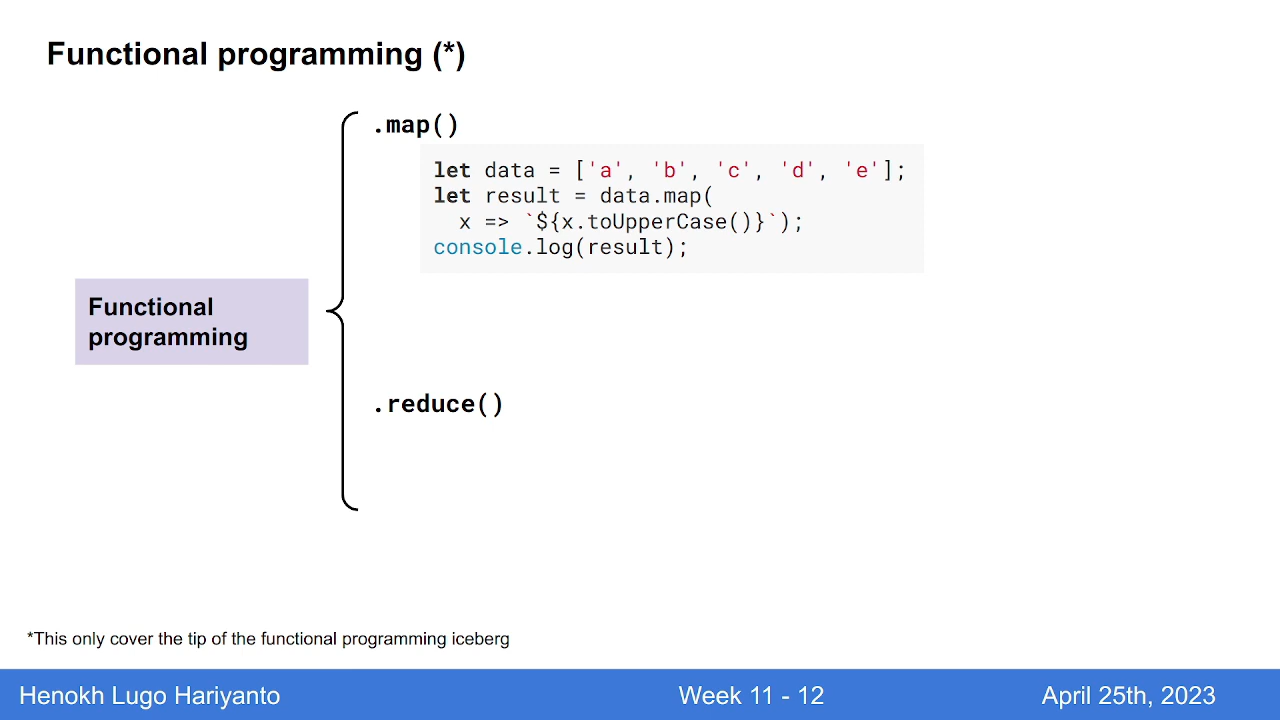 Functional programming (*)
.map()
let data = ['a', 'b', 'c', 'd', 'e'];
let result = data.map(
  x => `${x.toUpperCase()}`);
console.log(result);
Functional
programming
.reduce()
*This only cover the tip of the functional programming iceberg
Henokh Lugo Hariyanto
Week 11 - 12
April 25th, 2023